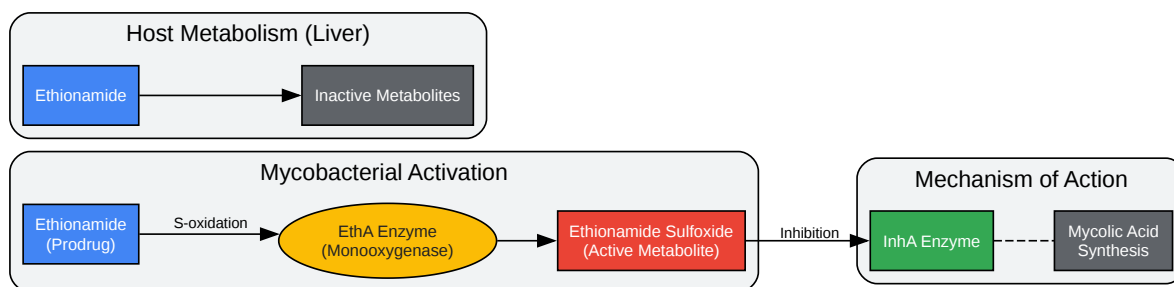 Host Metabolism (Liver)
Ethionamide
Inactive Metabolites
Mycobacterial Activation
Ethionamide
(Prodrug)
S-oxidation
EthA Enzyme
(Monooxygenase)
Ethionamide Sulfoxide
(Active Metabolite)
Inhibition
Mechanism of Action
InhA Enzyme
Mycolic Acid
Synthesis